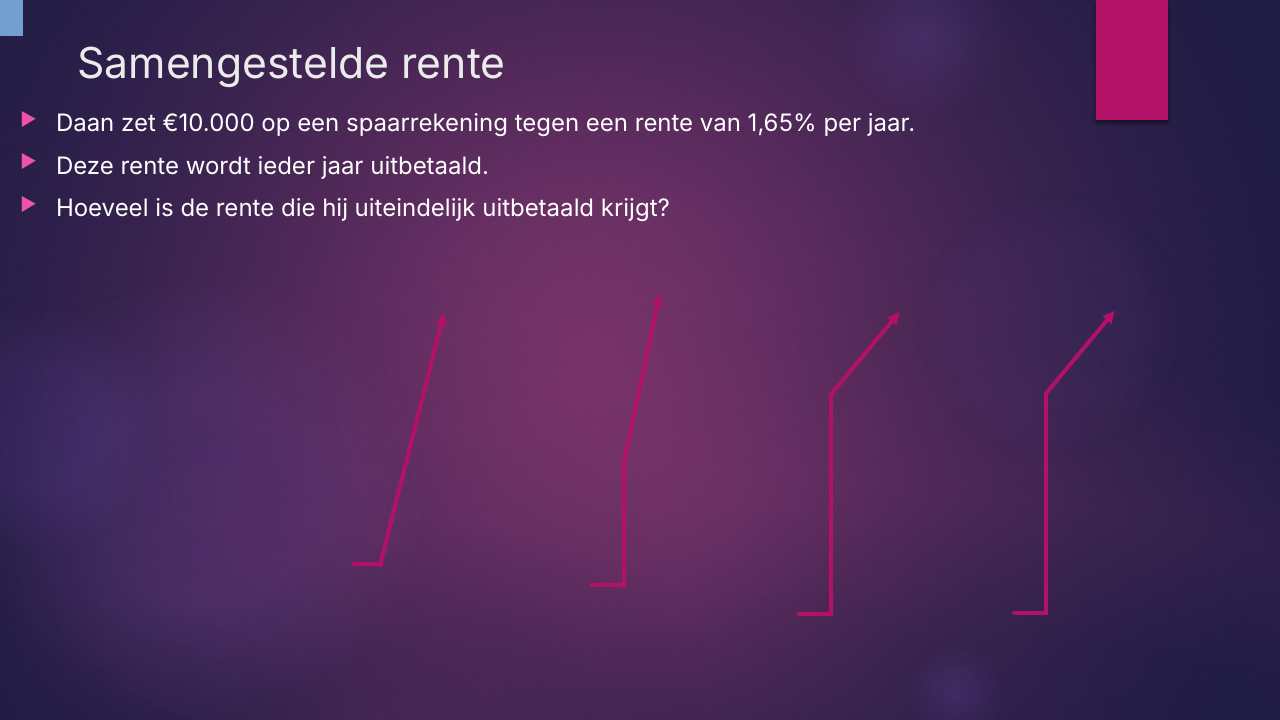 Samengestelde rente
Daan zet €10.000 op een spaarrekening tegen een rente van 1,65% per jaar.
Deze rente wordt ieder jaar uitbetaald.
Hoeveel is de rente die hij uiteindelijk uitbetaald krijgt?